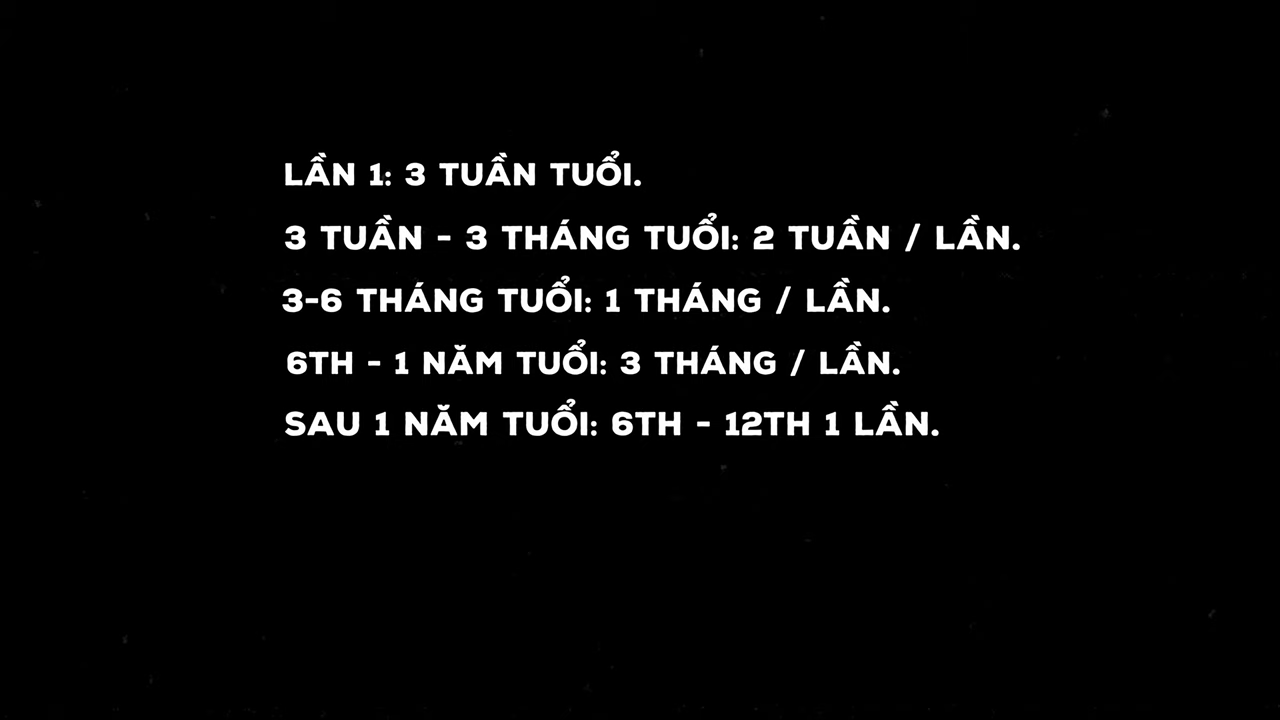 LẦN 1: 3 TUẦN TUỔI.
3 TUẦN - 3 THÁNG TUỔI: 2 TUẦN / LẦN.
3-6 THÁNG TUỔI: 1 THÁNG / LẦN.
6TH - 1 NĂM TUỔI: 3 THÁNG / LẦN.
SAU 1 NĂM TUỔI: 6TH - 12TH 1 LẦN.